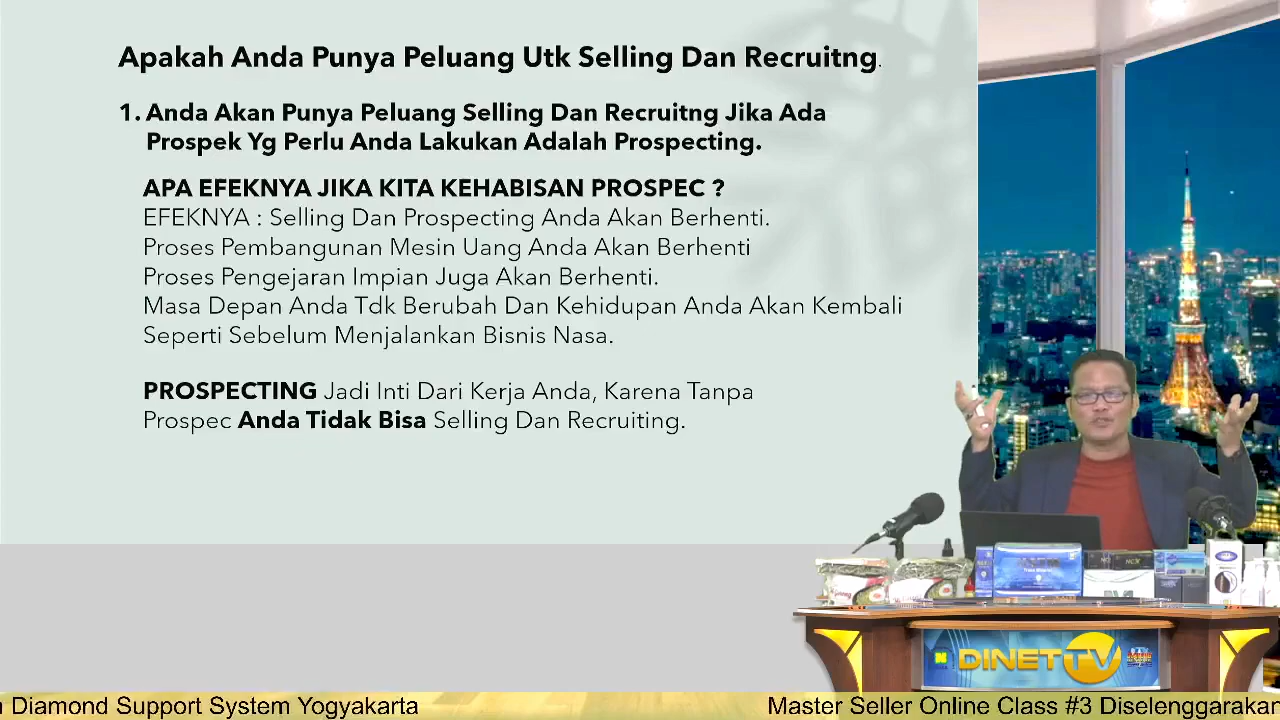 Apakah Anda Punya Peluang Utk Selling Dan Recruitng.
1. Anda Akan Punya Peluang Selling Dan Recruitng Jika Ada
Prospek Yg Perlu Anda Lakukan Adalah Prospecting.
APA EFEKNYA JIKA KITA KEHABISAN PROSPEC ?
EFEKNYA : Selling Dan Prospecting Anda Akan Berhenti.
Proses Pembangunan Mesin Uang Anda Akan Berhenti
Proses Pengejaran Impian Juga Akan Berhenti.
Masa Depan Anda Tdk Berubah Dan Kehidupan Anda Akan Kembali
Seperti Sebelum Menjalankan Bisnis Nasa.
PROSPECTING Jadi Inti Dari Kerja Anda, Karena Tanpa
Prospec Anda Tidak Bisa Selling Dan Recruiting.
NCX
DINET TV
Diamond Support System Yogyakarta
Master Seller Online Class #3 Diselenggarakan